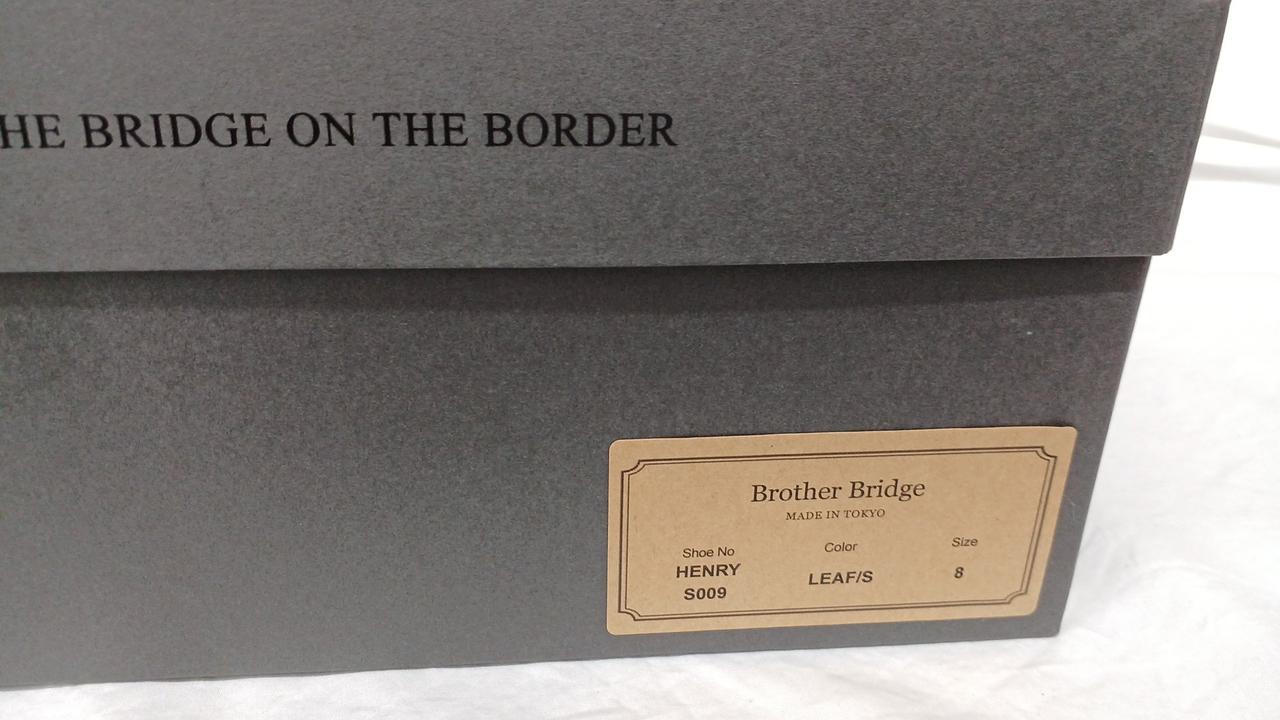 HE BRIDGE ON THE BORDER
Brother Bridge
MADE IN TOKYO
Shoe No Color Size
HENRY LEAF/S 8
S009